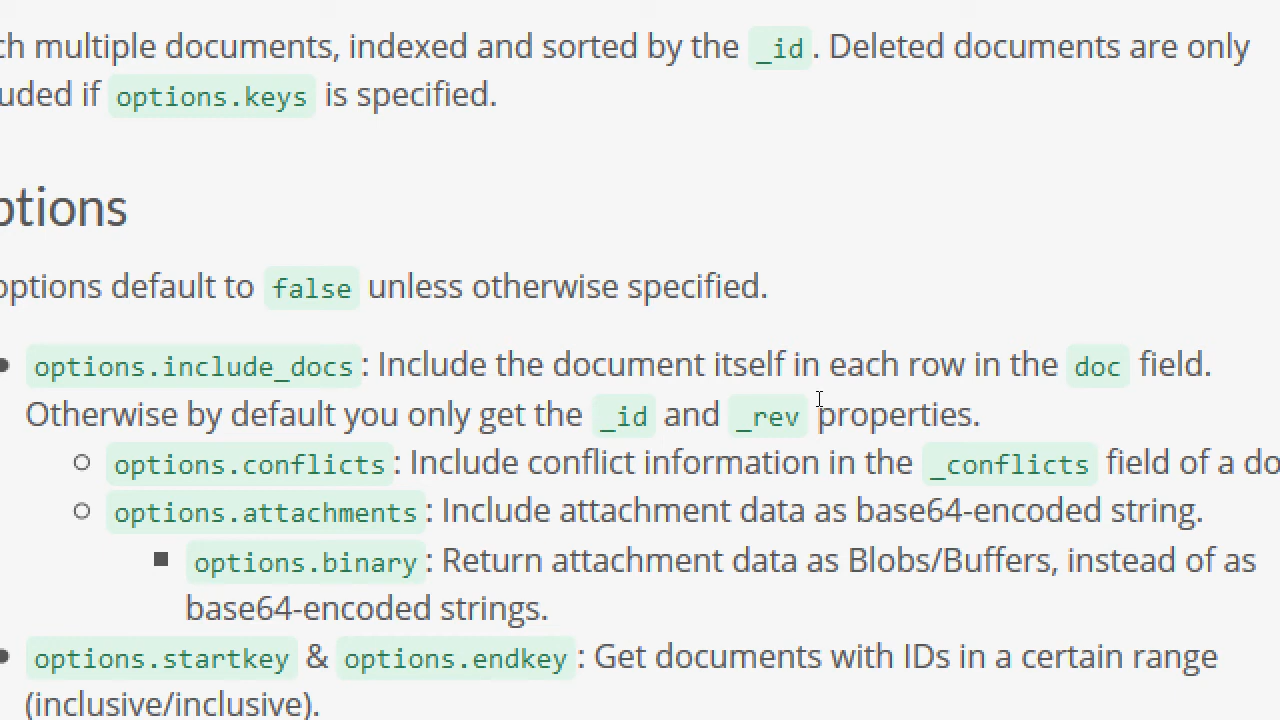 ch multiple documents, indexed and sorted by the _id. Deleted documents are only
uded if options.keys is specified.
ptions
options default to false unless otherwise specified.
options.include_docs: Include the document itself in each row in the doc field.
Otherwise by default you only get the _id and _rev properties.
options.conflicts: Include conflict information in the _conflicts field of a do
options.attachments: Include attachment data as base64-encoded string.
options.binary: Return attachment data as Blobs/Buffers, instead of as
base64-encoded strings.
options.startkey & options.endkey: Get documents with IDs in a certain range
(inclusive/inclusive).